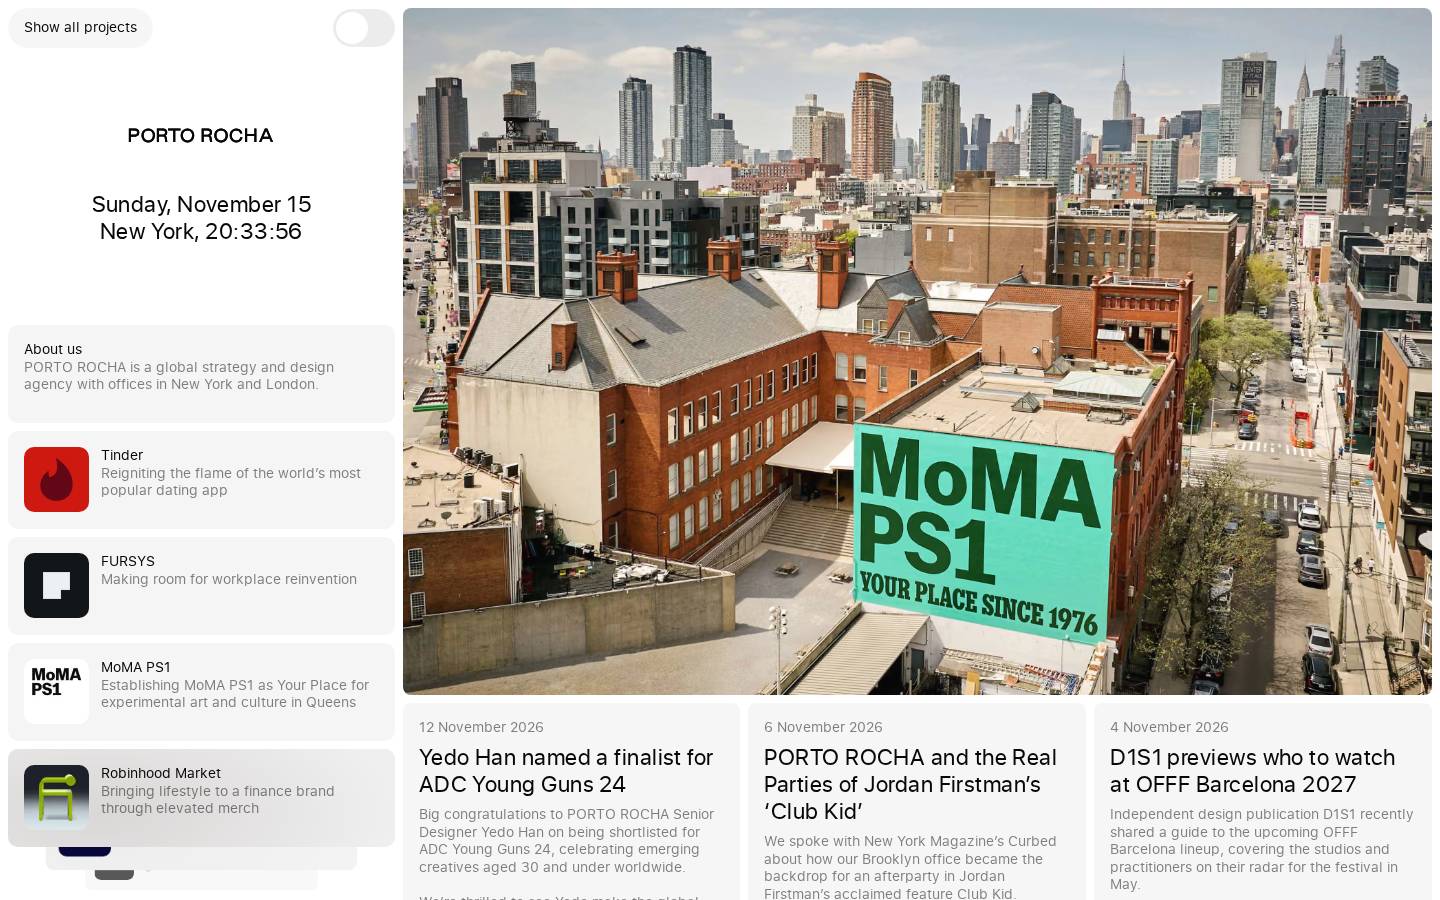 Show all projects
PORTO ROCHA
Sunday, November 15
New York, 20:33:56
About us
PORTO ROCHA is a global strategy and design
agency with offices in New York and London.
Tinder
Reigniting the flame of the world’s most
popular dating app
FURSYS
Making room for workplace reinvention
MoMA
PS1
MoMA PS1
Establishing MoMA PS1 as Your Place for
experimental art and culture in Queens
Robinhood Market
Bringing lifestyle to a finance brand
through elevated merch
MoMA
PS1
YOUR PLACE SINCE 1976
12 November 2026
Yedo Han named a finalist for
ADC Young Guns 24
Big congratulations to PORTO ROCHA Senior
Designer Yedo Han on being shortlisted for
ADC Young Guns 24, celebrating emerging
creatives aged 30 and under worldwide.
We’re thrilled to see Yedo make the global
6 November 2026
PORTO ROCHA and the Real
Parties of Jordan Firstman’s
‘Club Kid’
We spoke with New York Magazine’s Curbed
about how our Brooklyn office became the
backdrop for an afterparty in Jordan
Firstman’s acclaimed feature Club Kid.
4 November 2026
D1S1 previews who to watch
at OFFF Barcelona 2027
Independent design publication D1S1 recently
shared a guide to the upcoming OFFF
Barcelona lineup, covering the studios and
practitioners on their radar for the festival in
May.